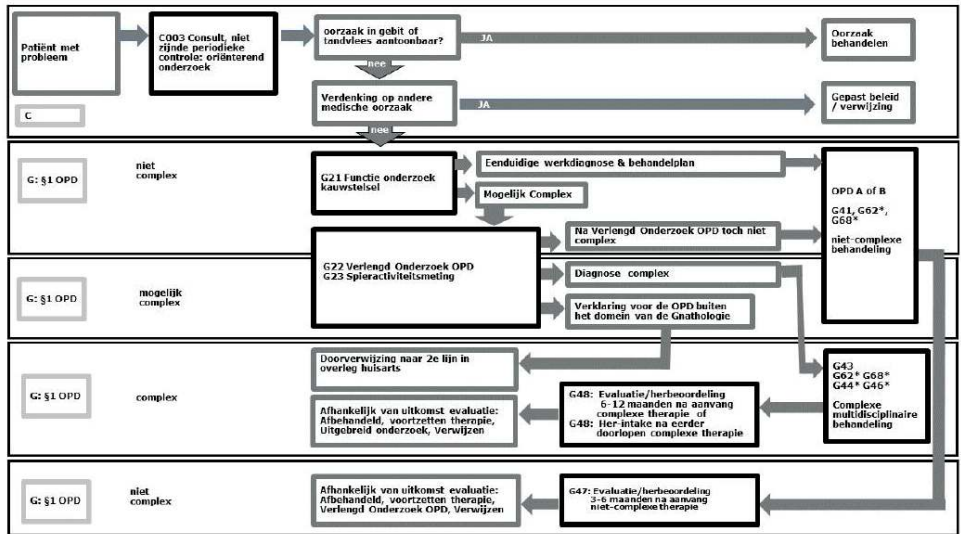 Patiënt met
probleem
C003 Consult, niet
zijnde periodieke
controle: oriënterend
onderzoek
oorzaak in gebit of
tandvlees aantoonbaar?
JA
Oorzaak
behandelen
nee
C
Verdenking op andere
medische oorzaak
JA
Gepast beleid
/ verwijzing
nee
G: §1 OPD
niet
complex
G21 Functie onderzoek
kauwstelsel
Eenduidige werkdiagnose & behandelplan
Mogelijk Complex
OPD A of B
G41, G62*,
G68*
niet-complexe
behandeling
Na Verlengd Onderzoek OPD toch niet
complex
G22 Verlengd Onderzoek OPD
G23 Spieractiviteitsmeting
G: §1 OPD
mogelijk
complex
Diagnose complex
Verklaring voor de OPD buiten
het domein van de Gnathologie
G: §1 OPD
complex
Doorverwijzing naar 2e lijn in
overleg huisarts
G43
G62* G68*
G44* G46*
Complexe
multidisciplinaire
behandeling
G48: Evaluatie/herbeoordeling
6-12 maanden na aanvang
complexe therapie of
G48: Her-intake na eerder
doorlopen complexe therapie
Afhankelijk van uitkomst evaluatie:
Afbehandeld, voortzetten therapie,
Uitgebreid onderzoek, Verwijzen
G: §1 OPD
niet
complex
Afhankelijk van uitkomst evaluatie:
Afbehandeld, voortzetten therapie,
Verlengd Onderzoek OPD, Verwijzen
G47: Evaluatie/herbeoordeling
3-6 maanden na aanvang
niet-complexe therapie